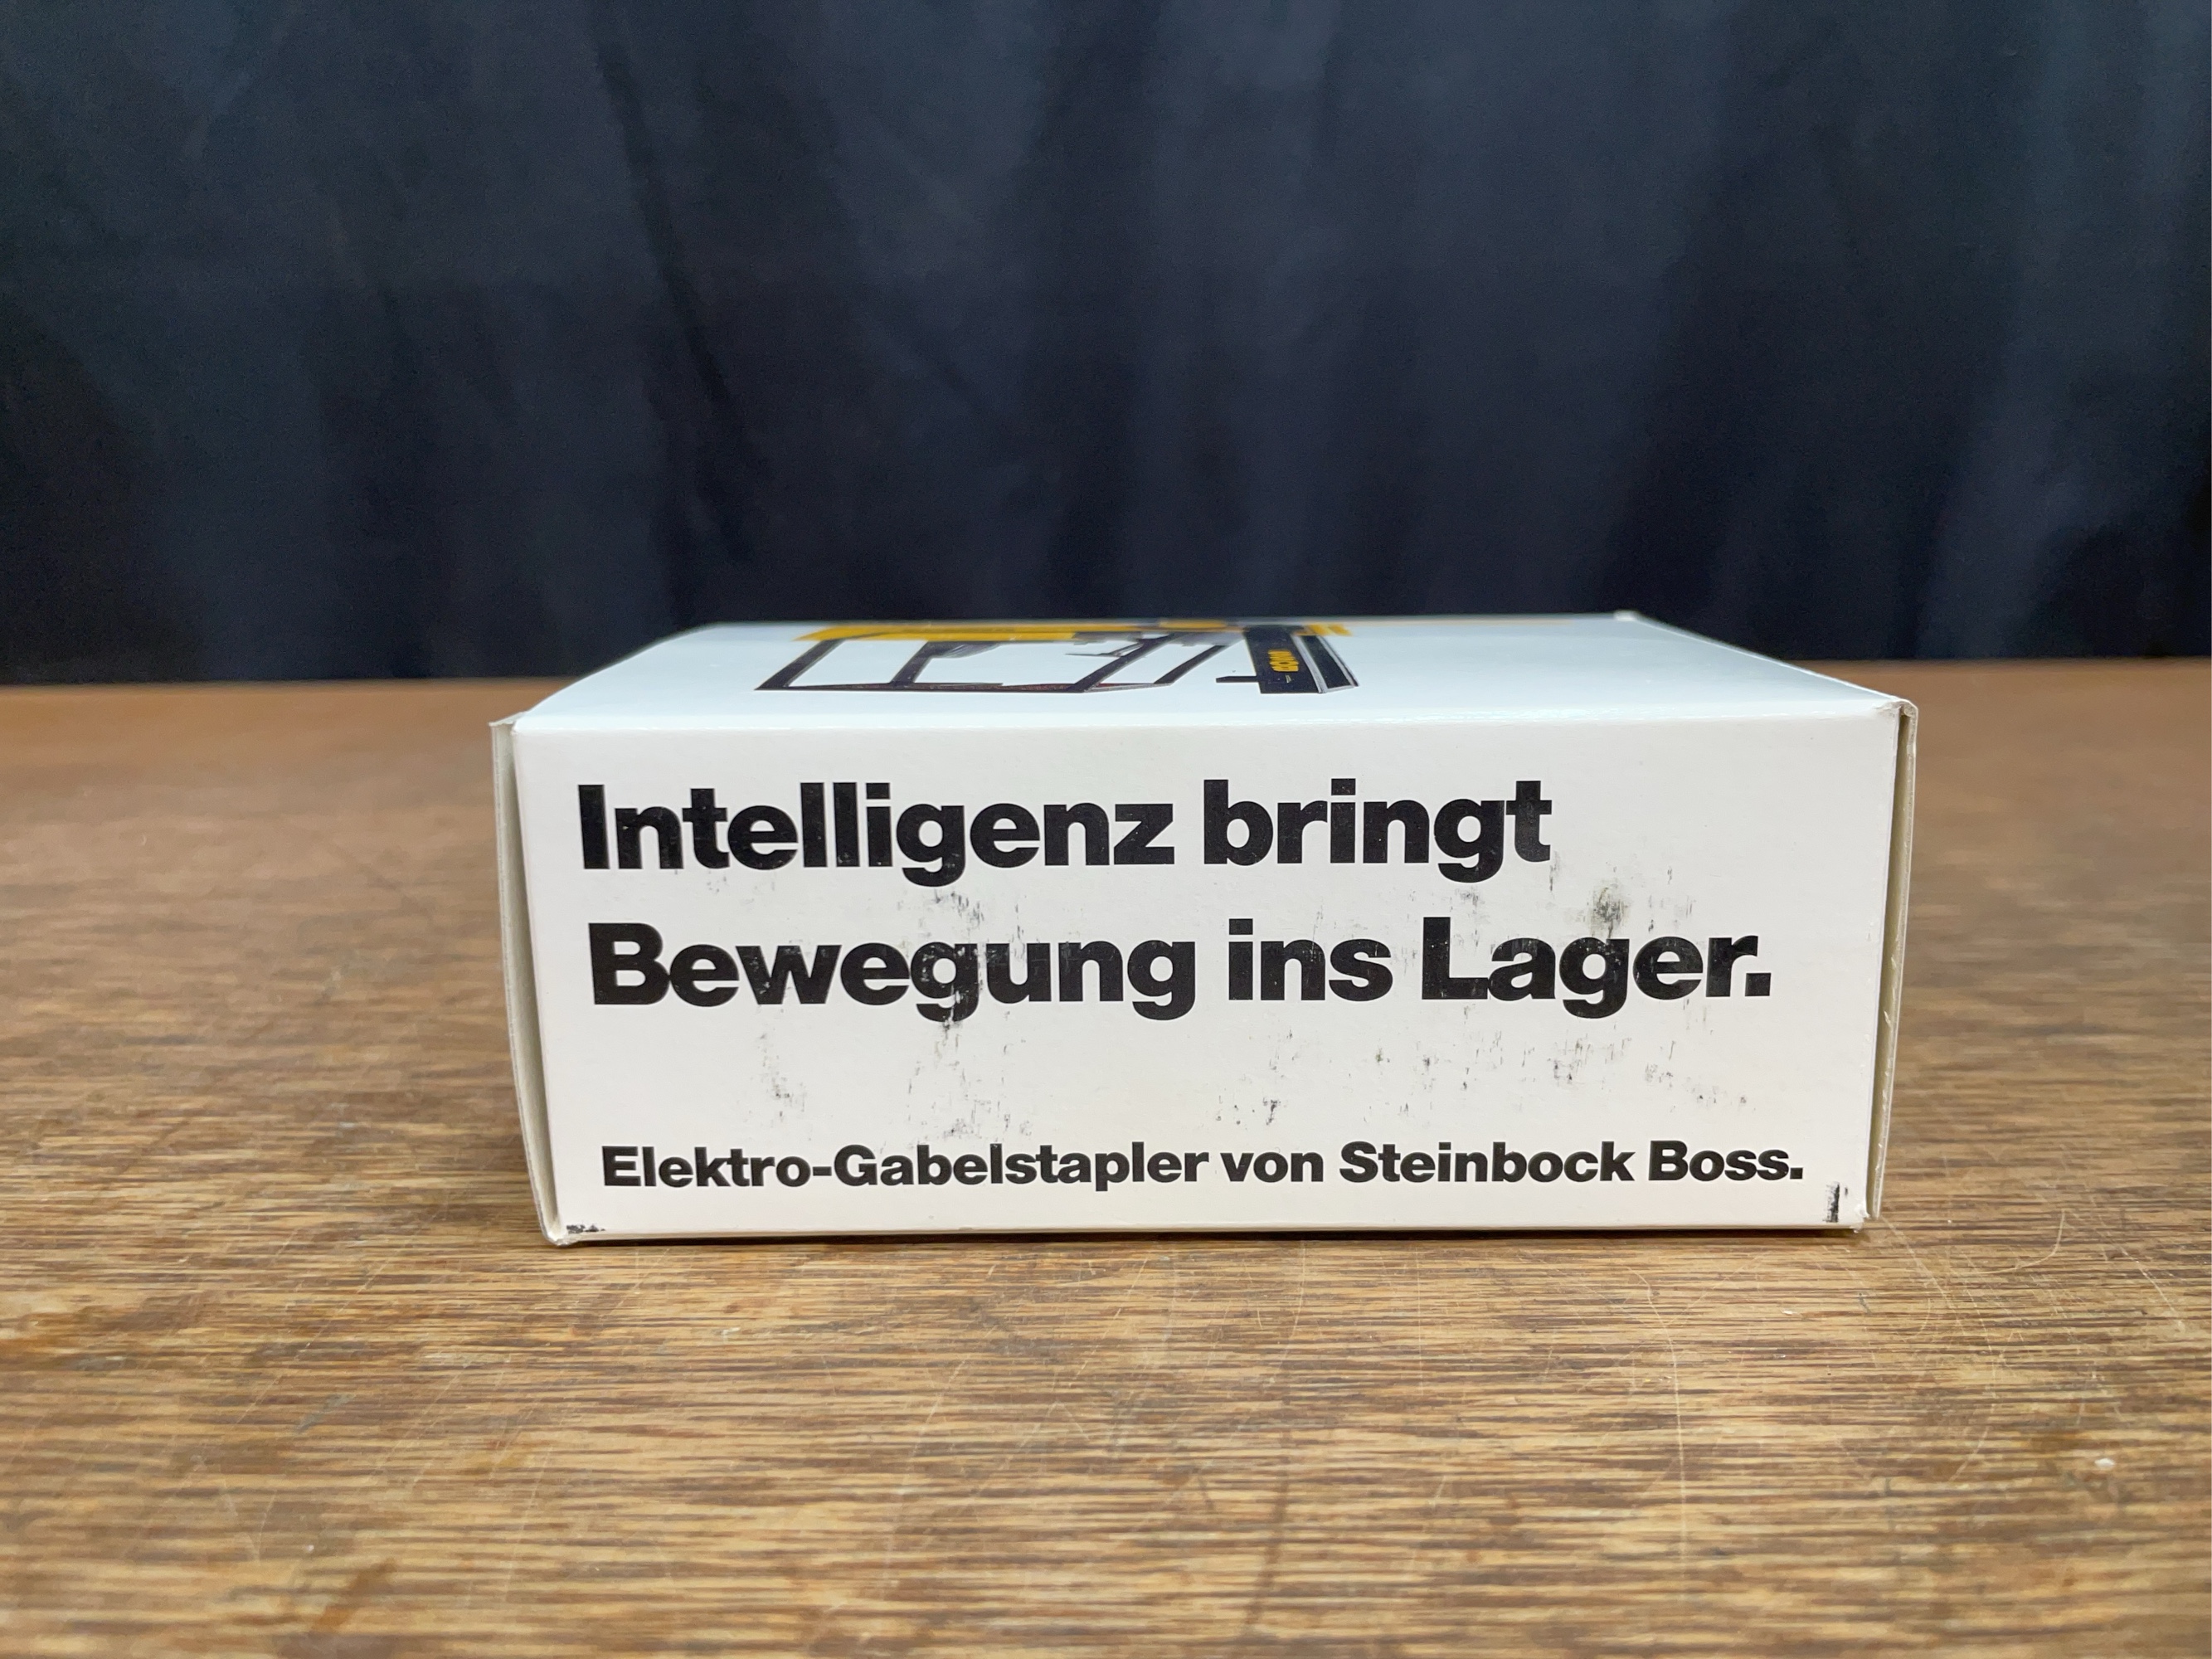 Intelligenz bringt
Bewegung ins Lager.
Elektro-Gabelstapler von Steinbock Boss.